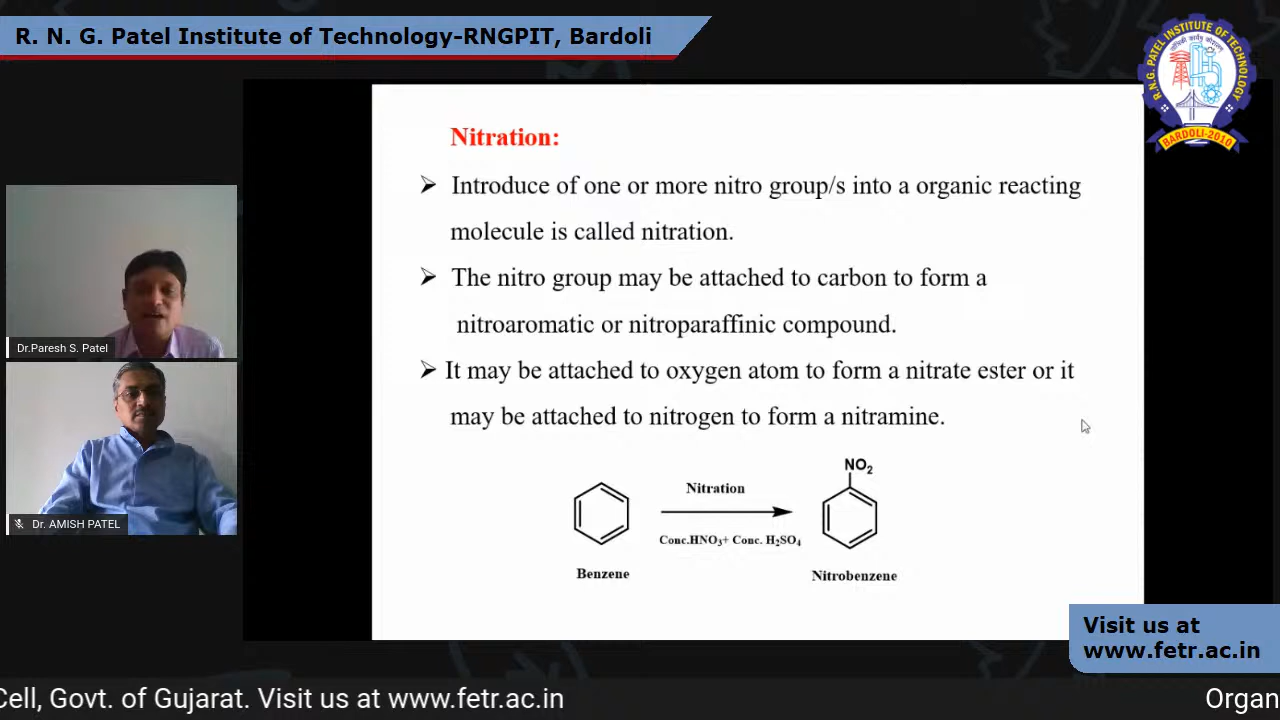 R. N. G. Patel Institute of Technology-RNGPIT, Bardoli
R.N.G. PATEL INSTITUTE OF TECHNOLOGY
BARDOLI-2010
Nitration:
➢ Introduce of one or more nitro group/s into a organic reacting
molecule is called nitration.
➢ The nitro group may be attached to carbon to form a
nitroaromatic or nitroparaffinic compound.
➢ It may be attached to oxygen atom to form a nitrate ester or it
may be attached to nitrogen to form a nitramine.
Dr.Paresh S. Patel
Dr. AMISH PATEL
NO2
Nitration
Conc.HNO3+ Conc. H2SO4
Benzene
Nitrobenzene
Visit us at
www.fetr.ac.in
Cell, Govt. of Gujarat. Visit us at www.fetr.ac.in
Organ